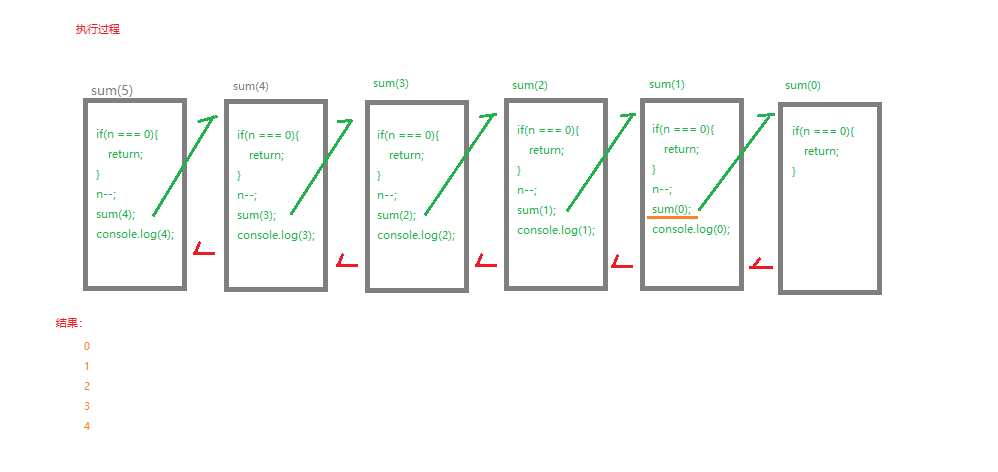 执行过程
sum(5)
if(n === 0){
return;
}
n--;
sum(4);
console.log(4);
sum(4)
if(n === 0){
return;
}
n--;
sum(3);
console.log(3);
sum(3)
if(n === 0){
return;
}
n--;
sum(2);
console.log(2);
sum(2)
if(n === 0){
return;
}
n--;
sum(1);
console.log(1);
sum(1)
if(n === 0){
return;
}
n--;
sum(0);
console.log(0);
sum(0)
if(n === 0){
return;
}
结果：
0
1
2
3
4